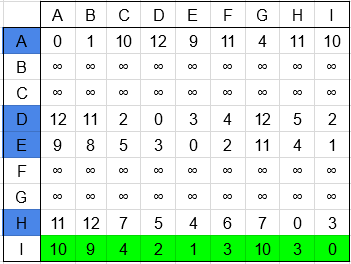 A B C D E F G H I
A 0 1 10 12 9 11 4 11 10
B ∞ ∞ ∞ ∞ ∞ ∞ ∞ ∞ ∞
C ∞ ∞ ∞ ∞ ∞ ∞ ∞ ∞ ∞
D 12 11 2 0 3 4 12 5 2
E 9 8 5 3 0 2 11 4 1
F ∞ ∞ ∞ ∞ ∞ ∞ ∞ ∞ ∞
G ∞ ∞ ∞ ∞ ∞ ∞ ∞ ∞ ∞
H 11 12 7 5 4 6 7 0 3
I 10 9 4 2 1 3 10 3 0